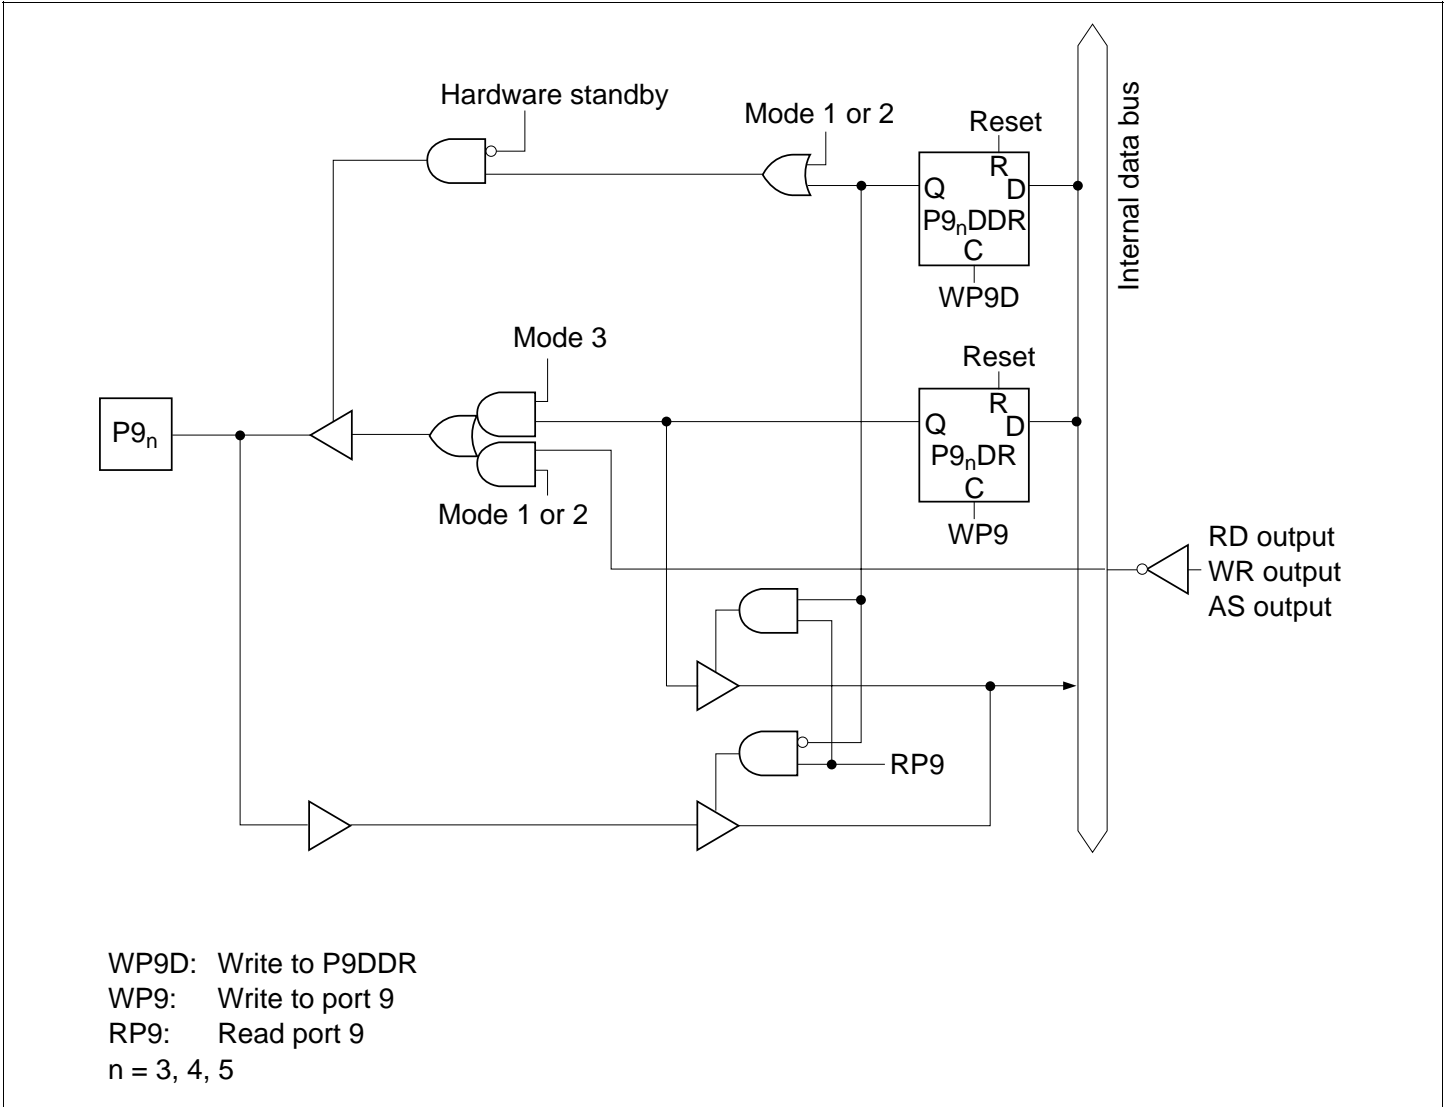 Hardware standby
Mode 1 or 2
Reset
R
Q
D
P9nDDR
C
WP9D
Internal data bus
Mode 3
Reset
R
Q
D
P9nDR
C
WP9
P9n
Mode 1 or 2
RD output
WR output
AS output
RP9
WP9D: Write to P9DDR
WP9: Write to port 9
RP9: Read port 9
n = 3, 4, 5